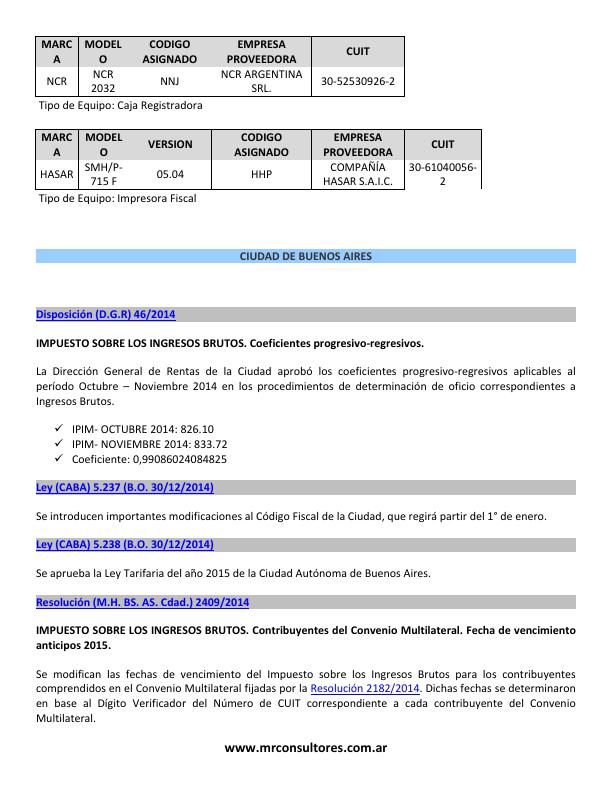 MARC MODEL CODIGO EMPRESA CUIT
A O ASIGNADO PROVEEDORA
NCR NCR NNJ NCR ARGENTINA 30-52530926-2
2032 SRL.
Tipo de Equipo: Caja Registradora
MARC MODEL VERSION CODIGO EMPRESA CUIT
A O ASIGNADO PROVEEDORA
HASAR SMH/P- 05.04 HHP COMPAÑÍA 30-61040056-
715 F HASAR S.A.I.C. 2
Tipo de Equipo: Impresora Fiscal
CIUDAD DE BUENOS AIRES
Disposición (D.G.R) 46/2014
IMPUESTO SOBRE LOS INGRESOS BRUTOS. Coeficientes progresivo-regresivos.
La Dirección General de Rentas de la Ciudad aprobó los coeficientes progresivo-regresivos aplicables al
período Octubre – Noviembre 2014 en los procedimientos de determinación de oficio correspondientes a
Ingresos Brutos.
✓ IPIM- OCTUBRE 2014: 826.10
✓ IPIM- NOVIEMBRE 2014: 833.72
✓ Coeficiente: 0,99086024084825
Ley (CABA) 5.237 (B.O. 30/12/2014)
Se introducen importantes modificaciones al Código Fiscal de la Ciudad, que regirá partir del 1° de enero.
Ley (CABA) 5.238 (B.O. 30/12/2014)
Se aprueba la Ley Tarifaria del año 2015 de la Ciudad Autónoma de Buenos Aires.
Resolución (M.H. BS. AS. Cdad.) 2409/2014
IMPUESTO SOBRE LOS INGRESOS BRUTOS. Contribuyentes del Convenio Multilateral. Fecha de vencimiento
anticipos 2015.
Se modifican las fechas de vencimiento del Impuesto sobre los Ingresos Brutos para los contribuyentes
comprendidos en el Convenio Multilateral fijadas por la Resolución 2182/2014. Dichas fechas se determinaron
en base al Dígito Verificador del Número de CUIT correspondiente a cada contribuyente del Convenio
Multilateral.
www.mrconsultores.com.ar